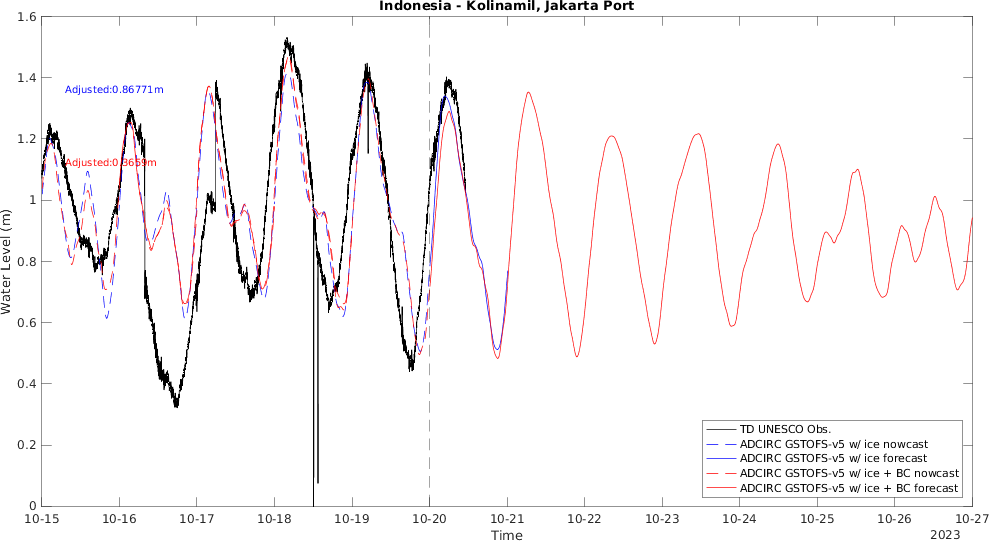 Indonesia - Kolinamil, Jakarta Port
1.6
1.4
1.2
1
0.8
0.6
0.4
0.2
0
Water Level (m)
Adjusted:0.86771m
Adjusted:0.3659m
TD UNESCO Obs.
ADCIRC GSTOFS-v5 w/ ice nowcast
ADCIRC GSTOFS-v5 w/ ice forecast
ADCIRC GSTOFS-v5 w/ ice + BC nowcast
ADCIRC GSTOFS-v5 w/ ice + BC forecast
10-15 10-16 10-17 10-18 10-19 10-20 10-21 10-22 10-23 10-24 10-25 10-26 10-27
Time
2023